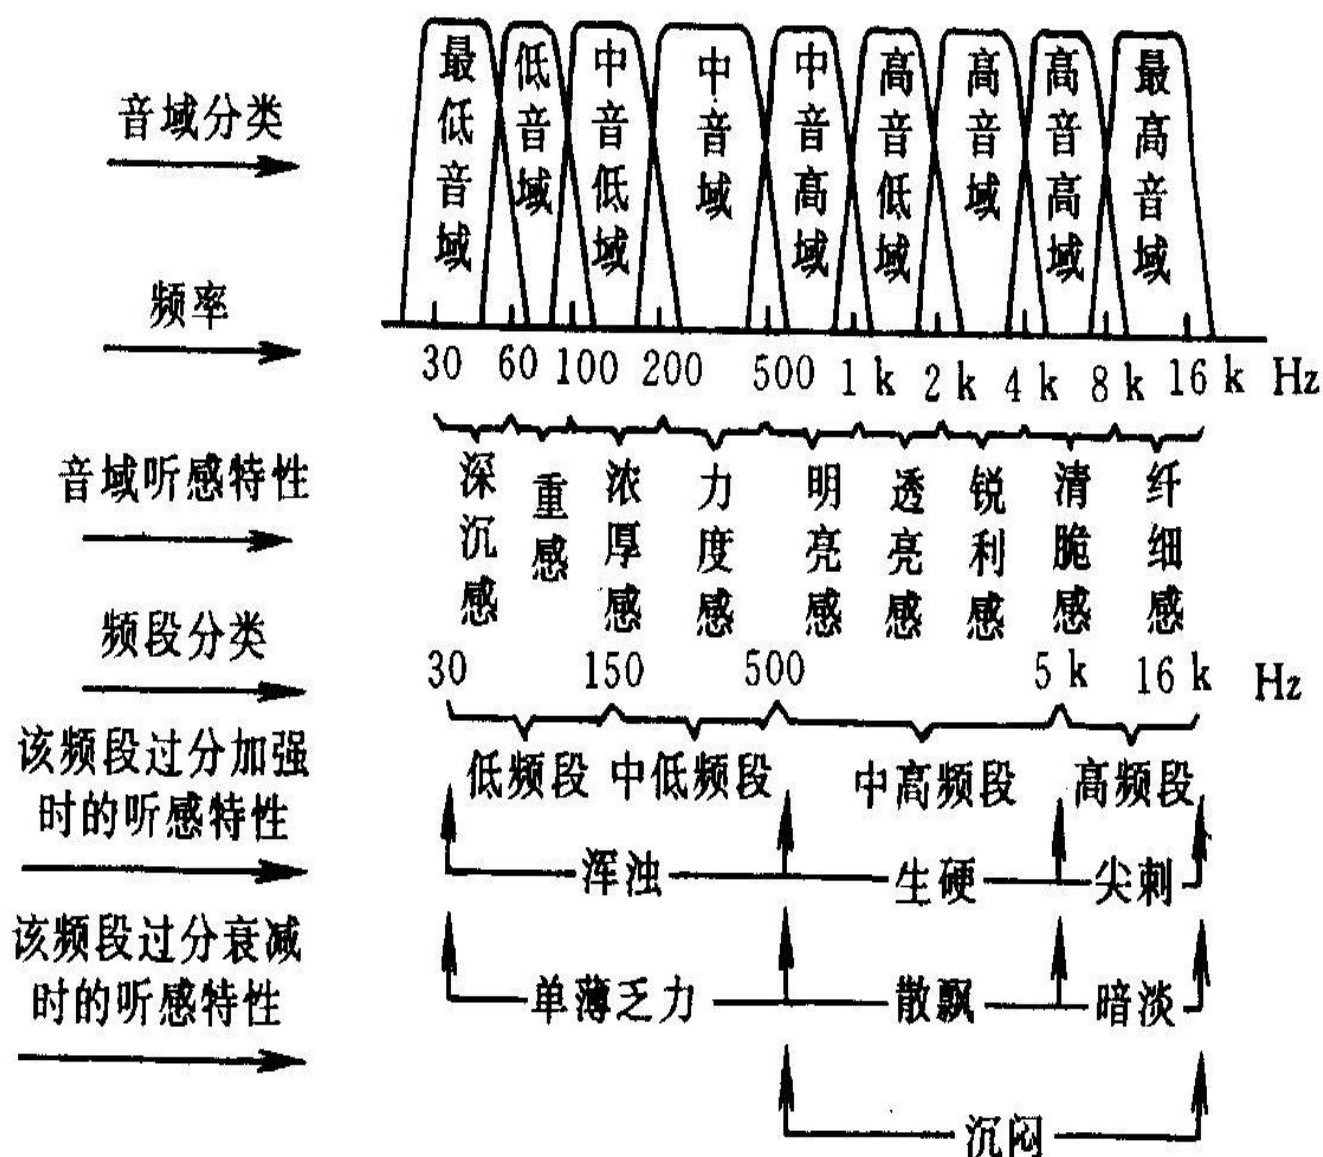 音域分类
最低音域
低音域
中音低域
中音域
中音高域
高音低域
高音域
高音高域
最高音域
频率
30 60 100 200 500 1 k 2 k 4 k 8 k 16 k Hz
音域听感特性
深沉感
重感
浓厚感
力度感
明亮感
透亮感
锐利感
清脆感
纤细感
频段分类
30 150 500 5 k 16 k Hz
低频段 中低频段 中高频段 高频段
该频段过分加强
时的听感特性
浑浊 生硬 尖刺
该频段过分衰减
时的听感特性
单薄乏力 散飘 暗淡
沉闷